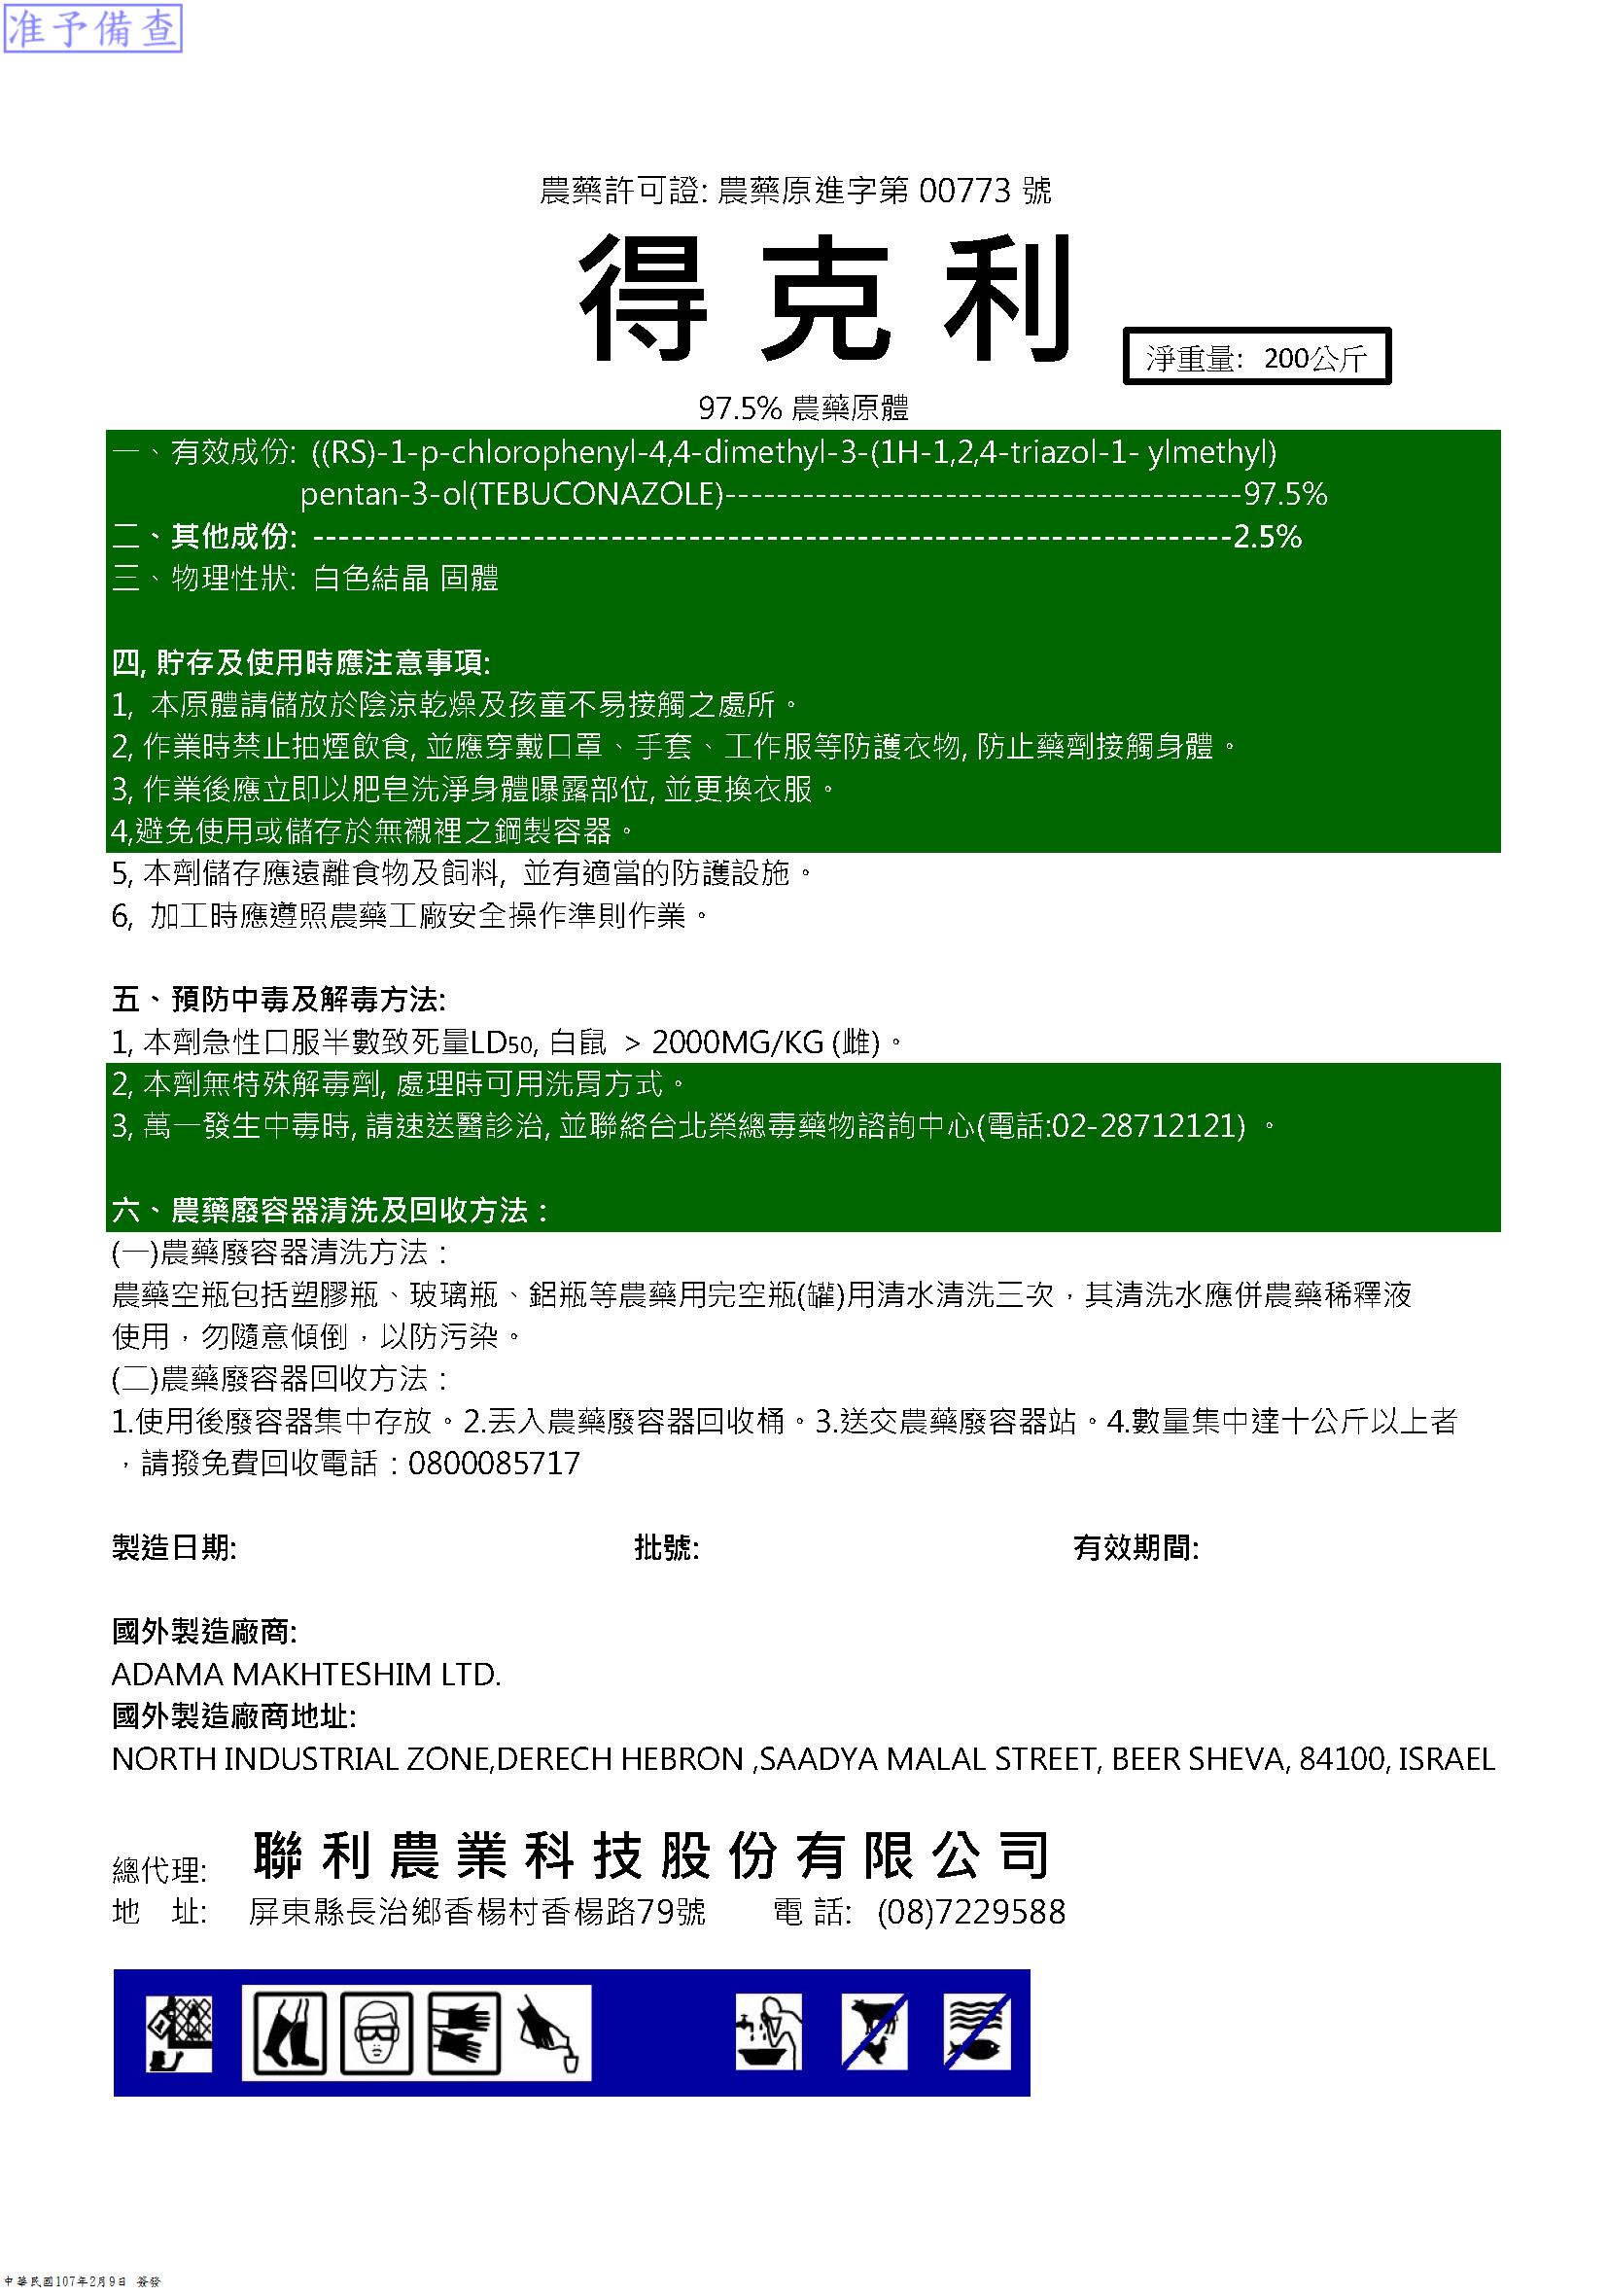 准予備查
農藥許可證: 農藥原進字第 00773 號
得克利
淨重量: 200公斤
97.5% 農藥原體
一、有效成份: ((RS)-1-p-chlorophenyl-4,4-dimethyl-3-(1H-1,2,4-triazol-1- ylmethyl)
pentan-3-ol(TEBUCONAZOLE)----------------------------------------97.5%
二、其他成份: -----------------------------------------------------------------------2.5%
三、物理性狀: 白色結晶 固體
四, 貯存及使用時應注意事項:
1, 本原體請儲放於陰涼乾燥及孩童不易接觸之處所。
2, 作業時禁止抽煙飲食, 並應穿戴口罩、手套、工作服等防護衣物, 防止藥劑接觸身體。
3, 作業後應立即以肥皂洗淨身體曝露部位, 並更換衣服。
4,避免使用或儲存於無襯裡之鋼製容器。
5, 本劑儲存應遠離食物及飼料, 並有適當的防護設施。
6, 加工時應遵照農藥工廠安全操作準則作業。
五、預防中毒及解毒方法:
1, 本劑急性口服半數致死量LD50, 白鼠 > 2000MG/KG (雌)。
2, 本劑無特殊解毒劑, 處理時可用洗胃方式。
3, 萬一發生中毒時, 請速送醫診治, 並聯絡台北榮總毒藥物諮詢中心(電話:02-28712121) 。
六、農藥廢容器清洗及回收方法：
(一)農藥廢容器清洗方法：
農藥空瓶包括塑膠瓶、玻璃瓶、鋁瓶等農藥用完空瓶(罐)用清水清洗三次，其清洗水應併農藥稀釋液
使用，勿隨意傾倒，以防污染。
(二)農藥廢容器回收方法：
1.使用後廢容器集中存放。2.丟入農藥廢容器回收桶。3.送交農藥廢容器站。4.數量集中達十公斤以上者
，請撥免費回收電話：0800085717
製造日期: 批號: 有效期間:
國外製造廠商:
ADAMA MAKHTESHIM LTD.
國外製造廠商地址:
NORTH INDUSTRIAL ZONE,DERECH HEBRON ,SAADYA MALAL STREET, BEER SHEVA, 84100, ISRAEL
總代理: 聯利農業科技股份有限公司
地 址: 屏東縣長治鄉香楊村香楊路79號 電 話: (08)7229588
中華民國107年2月9日 簽發